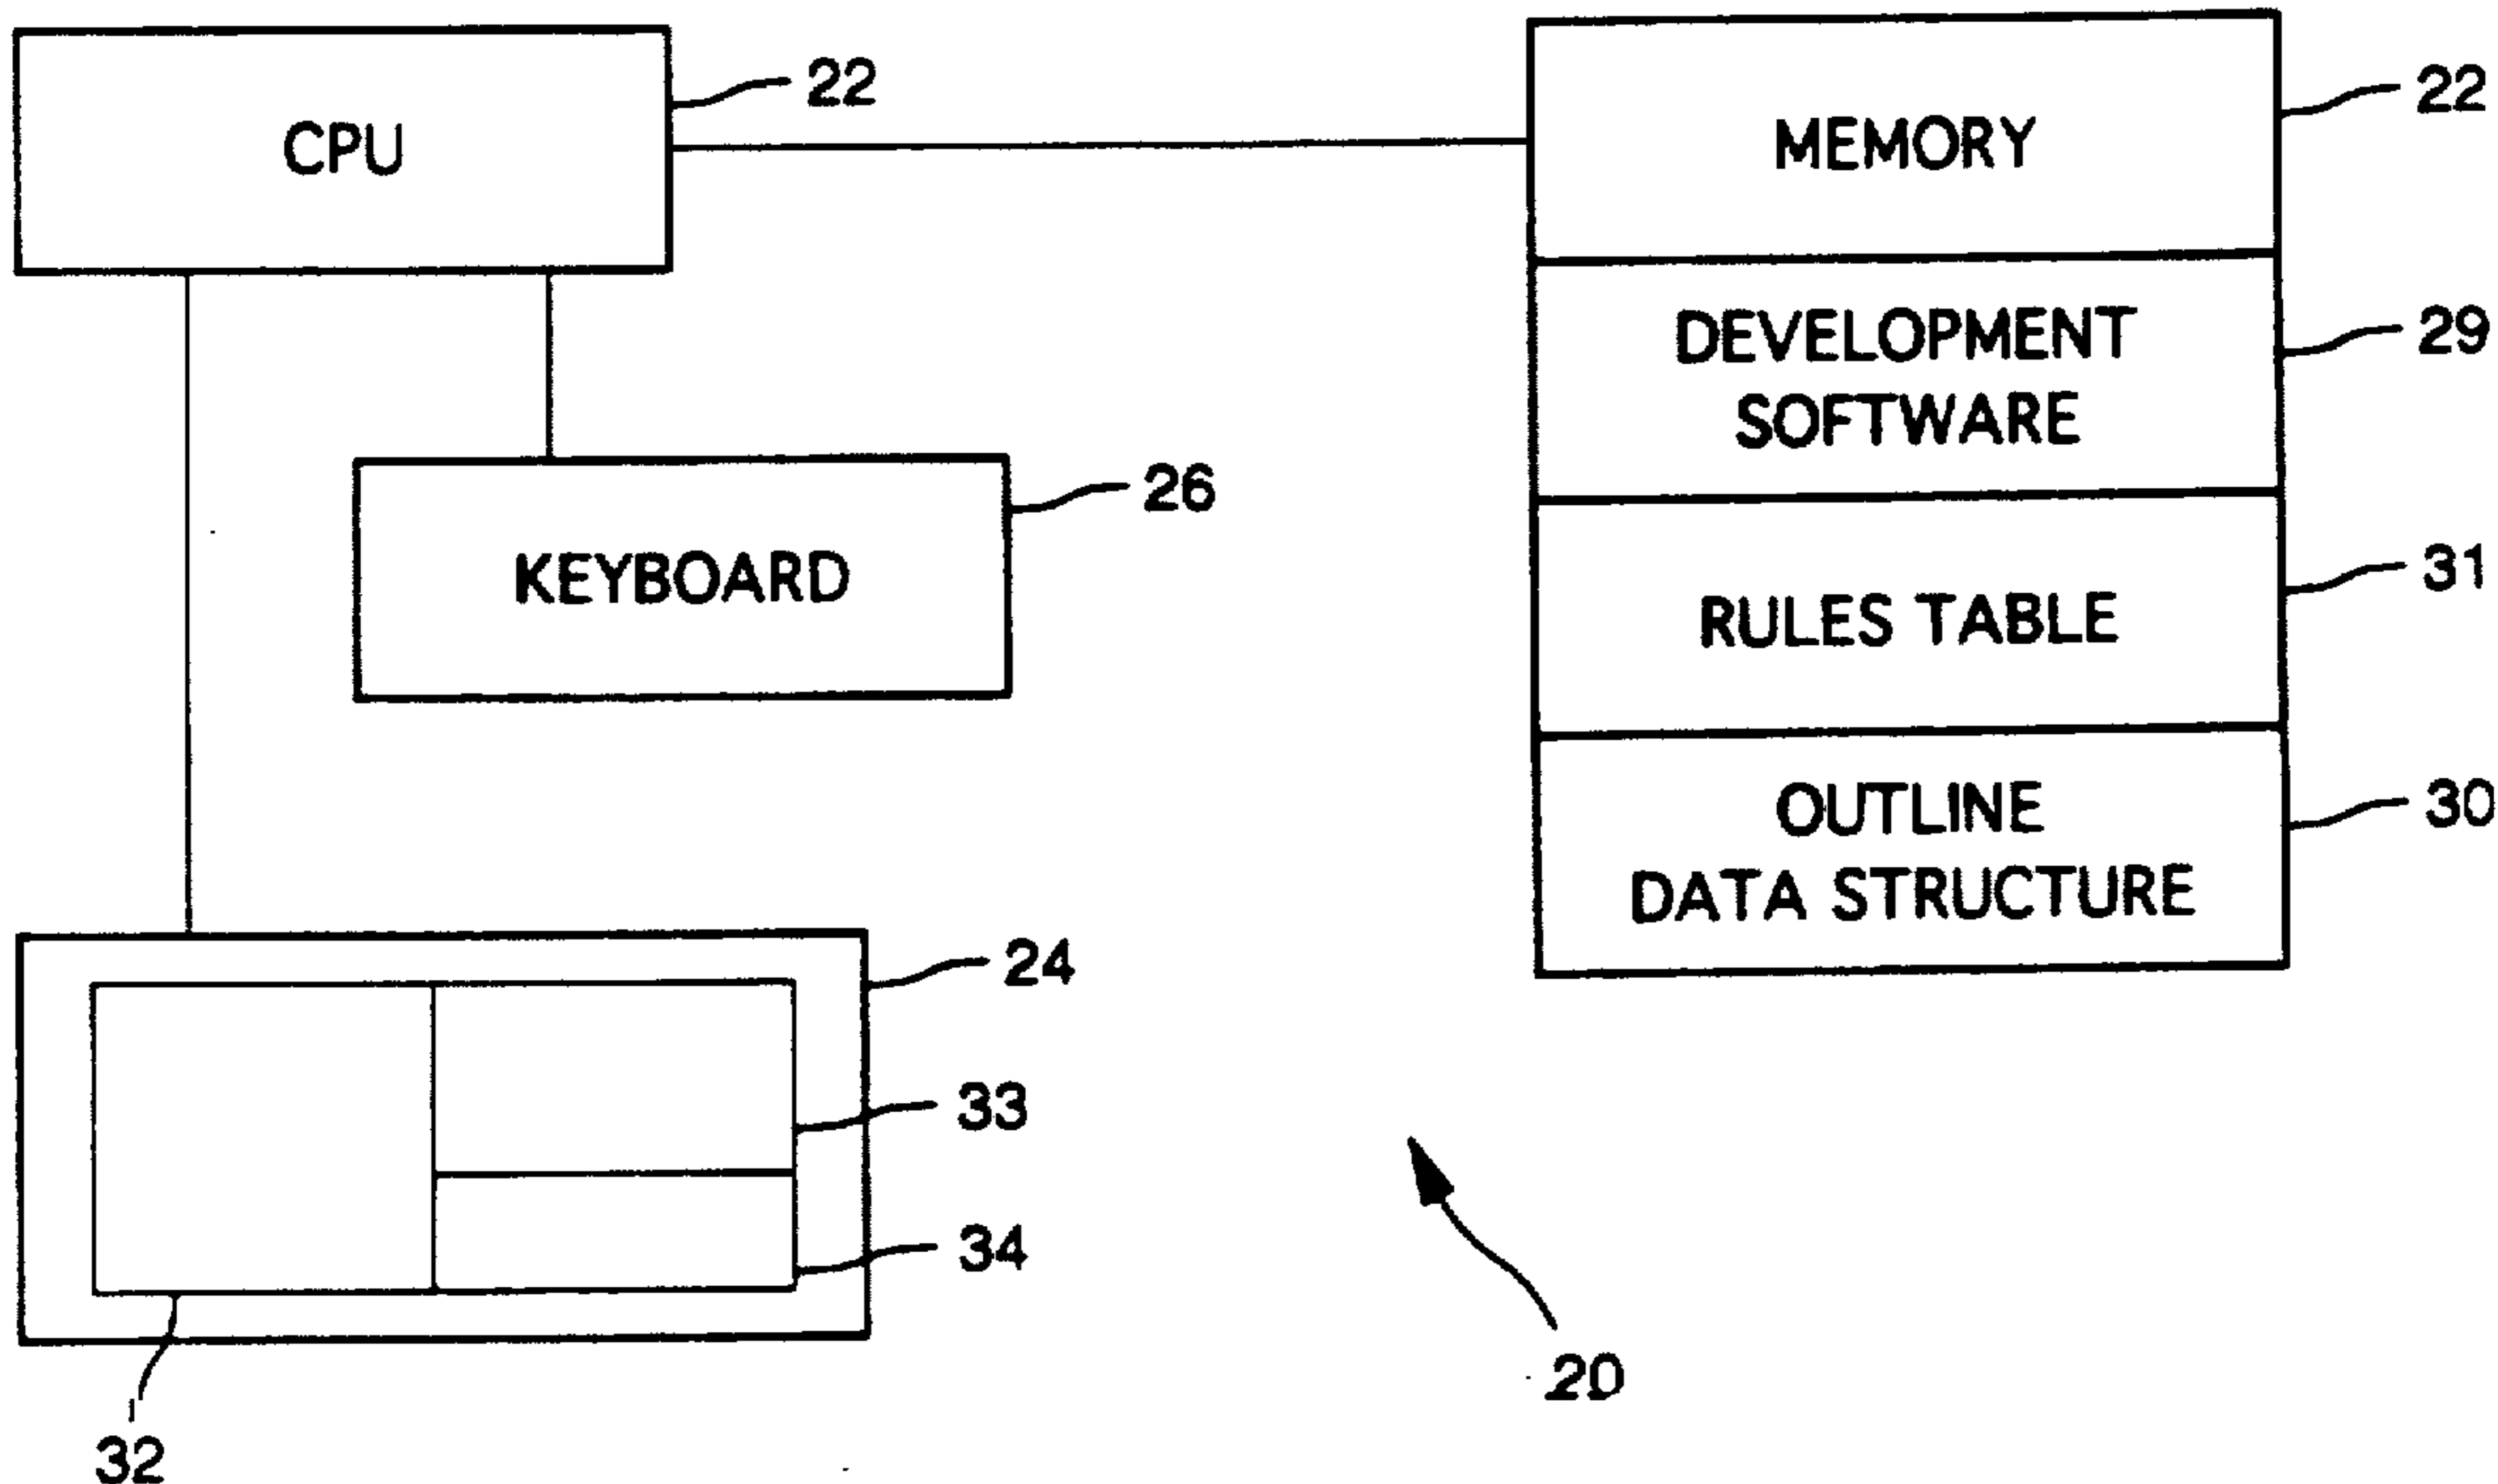 CPU
22
MEMORY
22
DEVELOPMENT
SOFTWARE
29
KEYBOARD
26
RULES TABLE
31
OUTLINE
DATA STRUCTURE
30
24
33
34
32
20